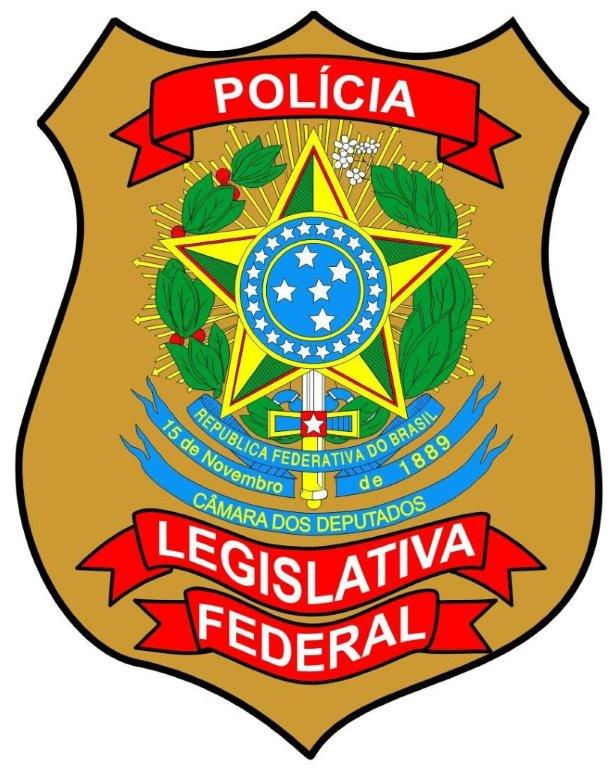 POLÍCIA
REPUBLICA FEDERATIVA DO BRASIL
15 de Novembro de 1889
CÂMARA DOS DEPUTADOS
LEGISLATIVA
FEDERAL